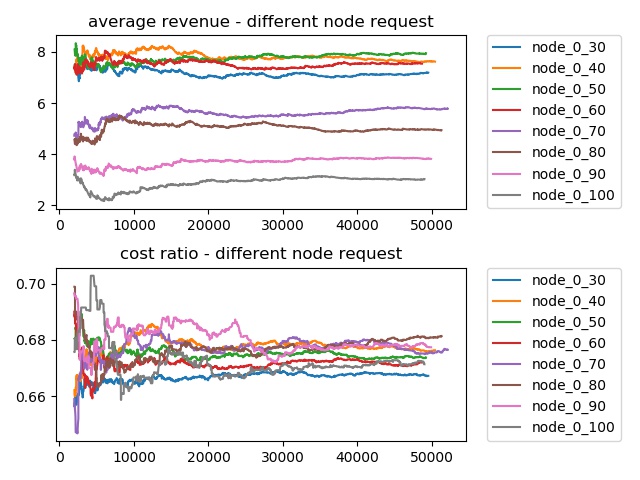 average revenue - different node request
8
6
4
2
0
10000
20000
30000
40000
50000
node_0_30
node_0_40
node_0_50
node_0_60
node_0_70
node_0_80
node_0_90
node_0_100
cost ratio - different node request
0.70
0.68
0.66
0
10000
20000
30000
40000
50000
node_0_30
node_0_40
node_0_50
node_0_60
node_0_70
node_0_80
node_0_90
node_0_100